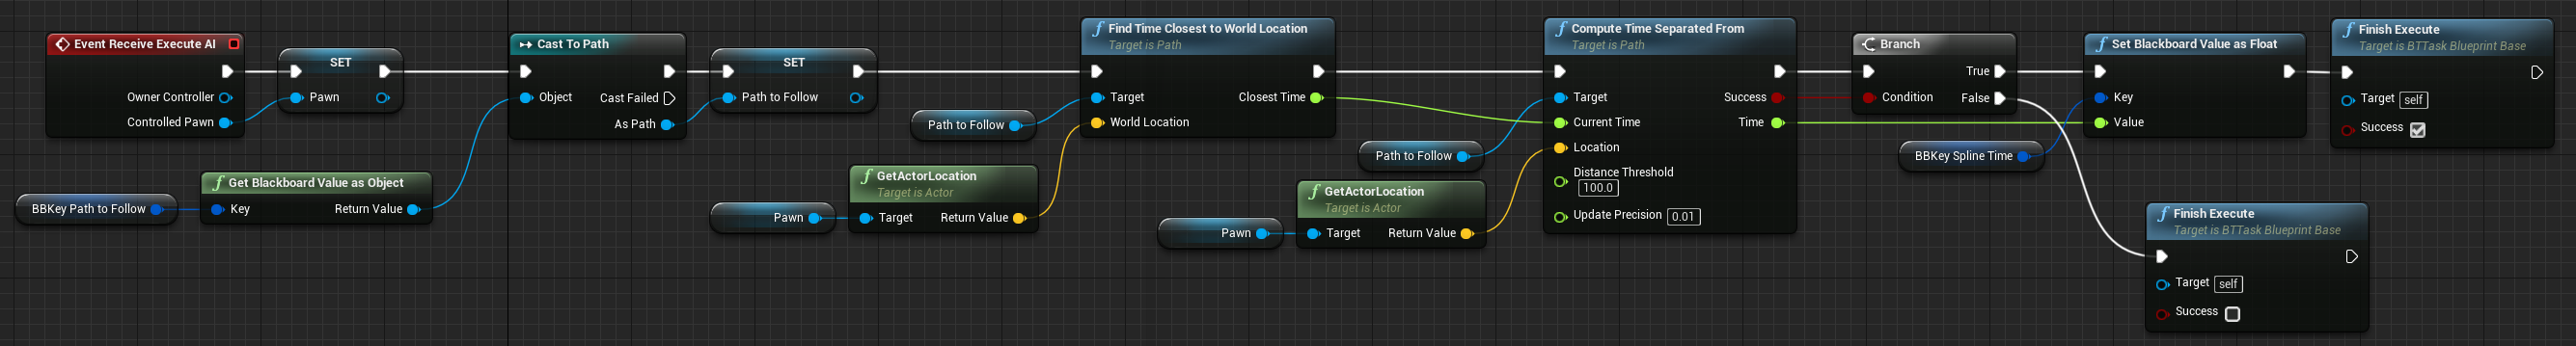 Event Receive Execute AI
Owner Controller
Controlled Pawn
SET
Pawn
BBKey Path to Follow
Get Blackboard Value as Object
Key
Return Value
Cast To Path
Object
Cast Failed
As Path
SET
Path to Follow
Path to Follow
Pawn
GetActorLocation
Target is Actor
Target
Return Value
Find Time Closest to World Location
Target is Path
Target
Closest Time
World Location
Path to Follow
Pawn
GetActorLocation
Target is Actor
Target
Return Value
Compute Time Separated From
Target is Path
Target
Success
Current Time
Time
Location
Distance Threshold
100.0
Update Precision 0.01
Branch
True
Condition
False
BBKey Spline Time
Set Blackboard Value as Float
Key
Value
Finish Execute
Target is BTTask Blueprint Base
Target self
Success
Finish Execute
Target is BTTask Blueprint Base
Target self
Success